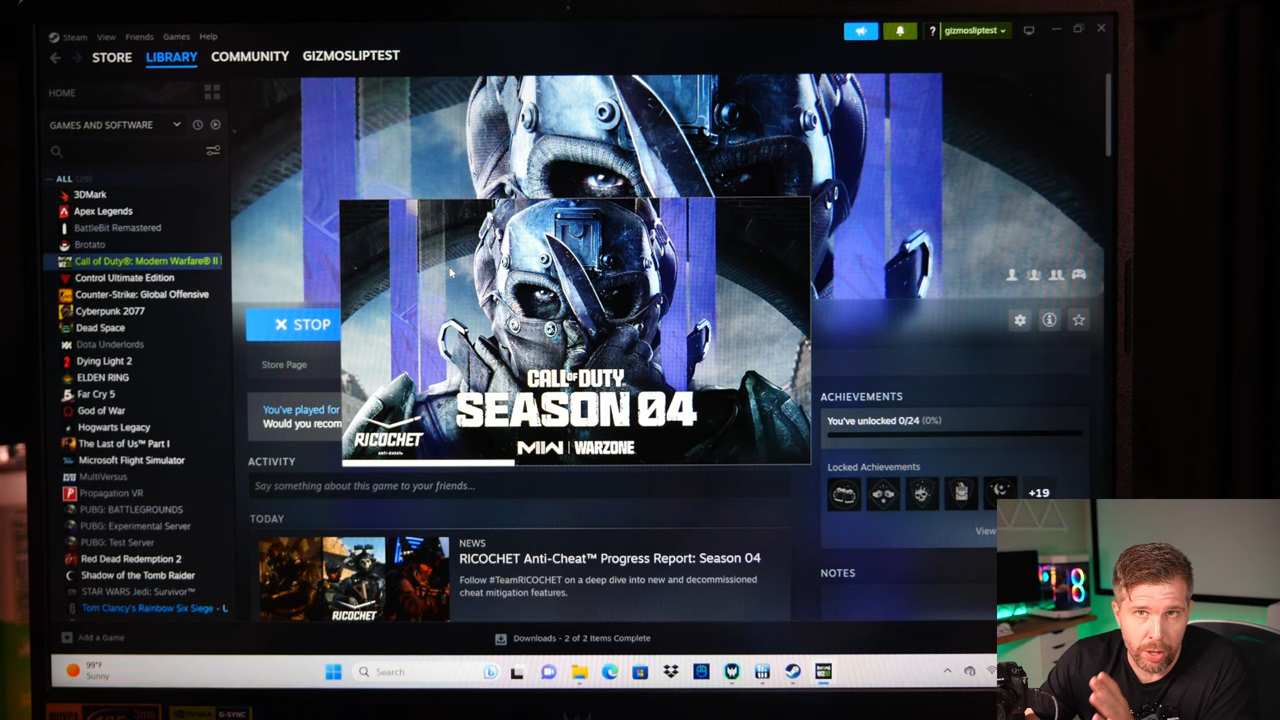 Steam View Friends Games Help
gizmosliptest
STORE LIBRARY COMMUNITY GIZMOSLIPTEST
HOME
GAMES AND SOFTWARE
ALL (29)
3DMark
Apex Legends
BattleBit Remastered
Brotato
Call of Duty®: Modern Warfare® II
Control Ultimate Edition
Counter-Strike: Global Offensive
Cyberpunk 2077
Dead Space
Dota Underlords
Dying Light 2
ELDEN RING
Far Cry 5
God of War
Hogwarts Legacy
The Last of Us™ Part I
Microsoft Flight Simulator
MultiVersus
Propagation VR
PUBG: BATTLEGROUNDS
PUBG: Experimental Server
PUBG: Test Server
Red Dead Redemption 2
Shadow of the Tomb Raider
STAR WARS Jedi: Survivor™
Tom Clancy's Rainbow Six Siege - U
Add a Game
STOP
Store Page
You've played for
Would you recom
CALL OF DUTY
SEASON 04
MW WARZONE
RICOCHET
ANTI-CHEAT™
ACTIVITY
Say something about this game to your friends...
TODAY
NEWS
RICOCHET Anti-Cheat™ Progress Report: Season 04
Follow #TeamRICOCHET on a deep dive into new and decommissioned
cheat mitigation features.
RICOCHET
ACHIEVEMENTS
You've unlocked 0/24 (0%)
Locked Achievements
+19
View
NOTES
Downloads - 2 of 2 Items Complete
99°F
Sunny
Search
NVIDIA G-SYNC